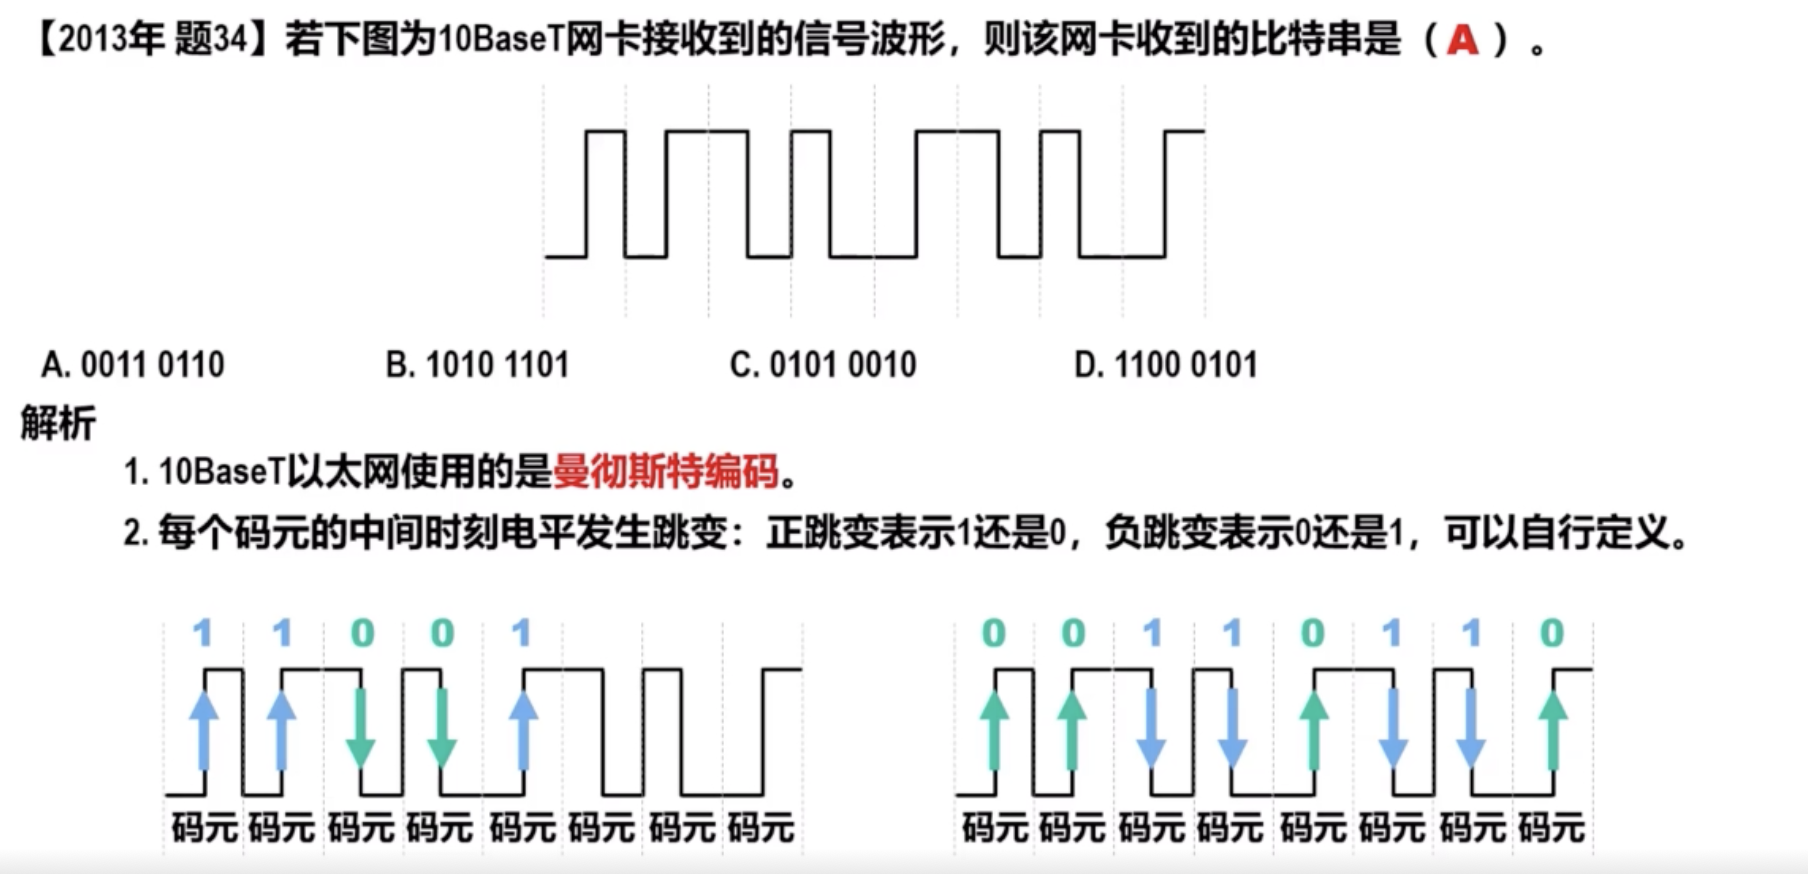 【2013年 题34】若下图为10BaseT网卡接收到的信号波形，则该网卡收到的比特串是（A）。
A. 0011 0110 B. 1010 1101 C. 0101 0010 D. 1100 0101
解析
1. 10BaseT以太网使用的是曼彻斯特编码。
2. 每个码元的中间时刻电平发生跳变：正跳变表示1还是0，负跳变表示0还是1，可以自行定义。
1 1 0 0 1
码元 码元 码元 码元 码元 码元 码元 码元
0 0 1 1 0 1 1 0
码元 码元 码元 码元 码元 码元 码元 码元